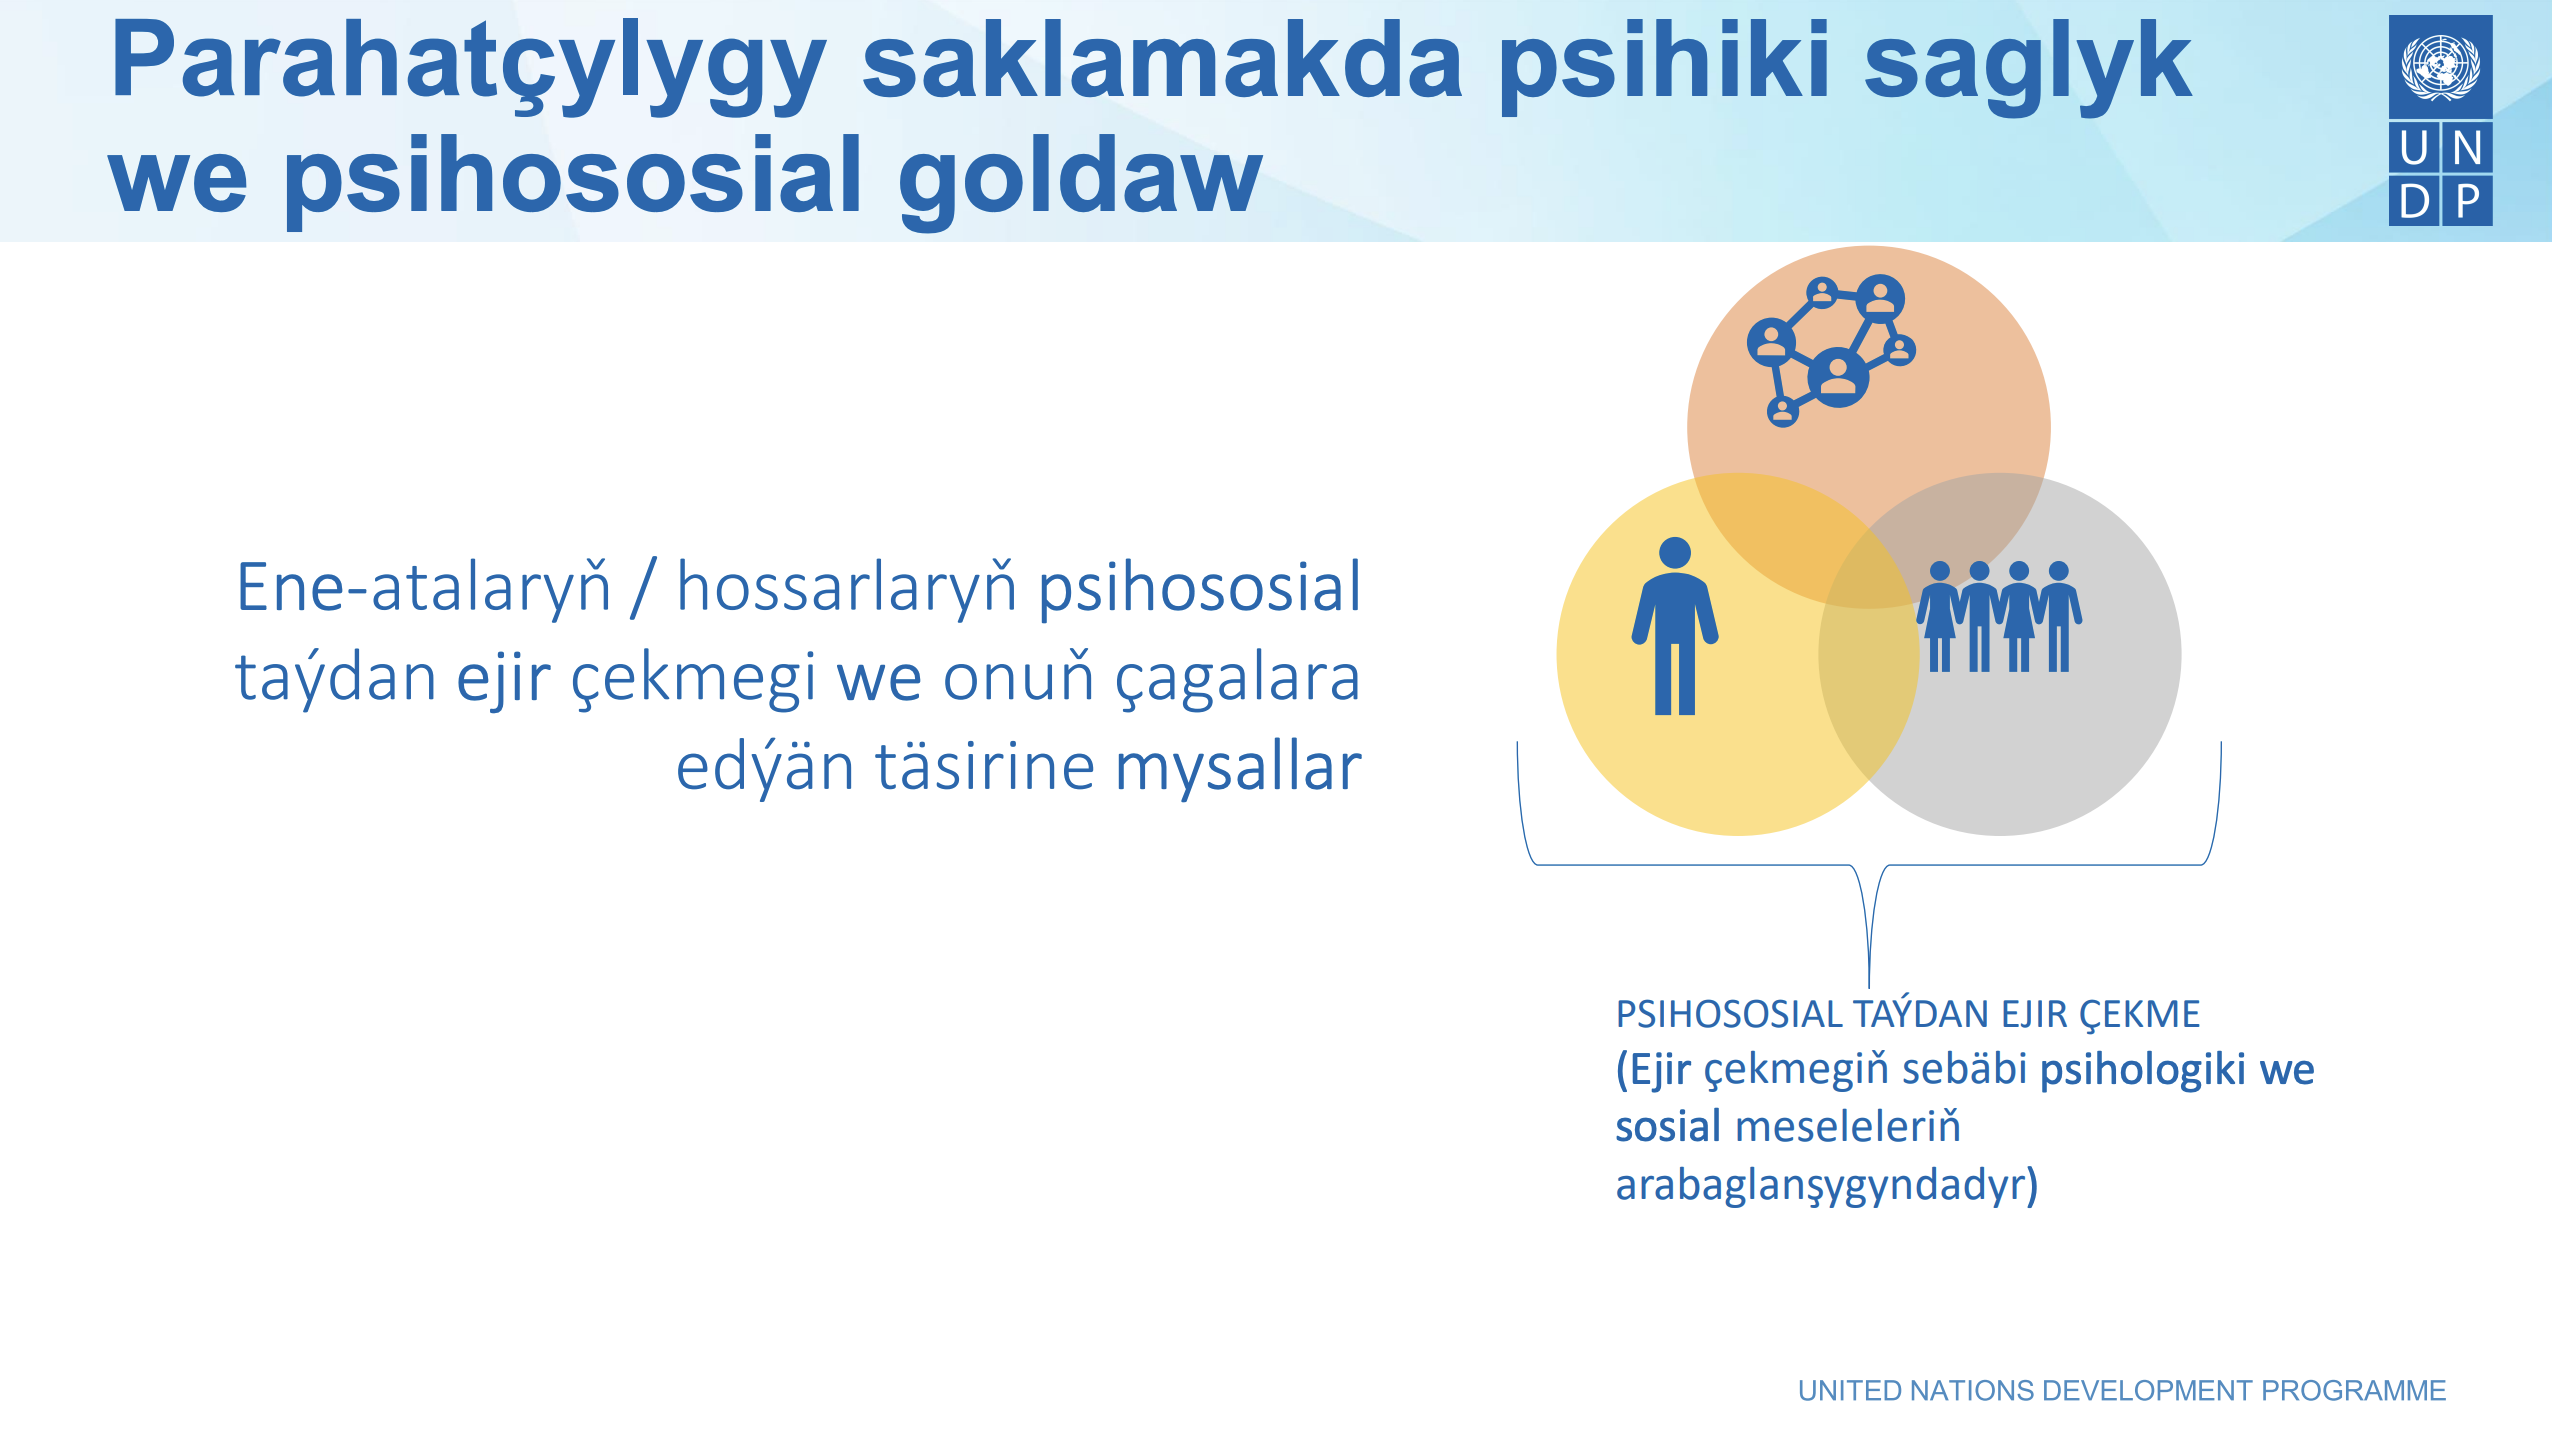 Parahatçylygy saklamakda psihiki saglyk
we psihososial goldaw
U N
D P
Ene-atalaryň / hossarlaryň psihososial
taýdan ejir çekmegi we onuň çagalara
edýän täsirine mysallar
PSIHOSOSIAL TAÝDAN EJIR ÇEKME
(Ejir çekmegiň sebäbi psihologiki we
sosial meseleleriň
arabaglanşygyndadyr)
UNITED NATIONS DEVELOPMENT PROGRAMME